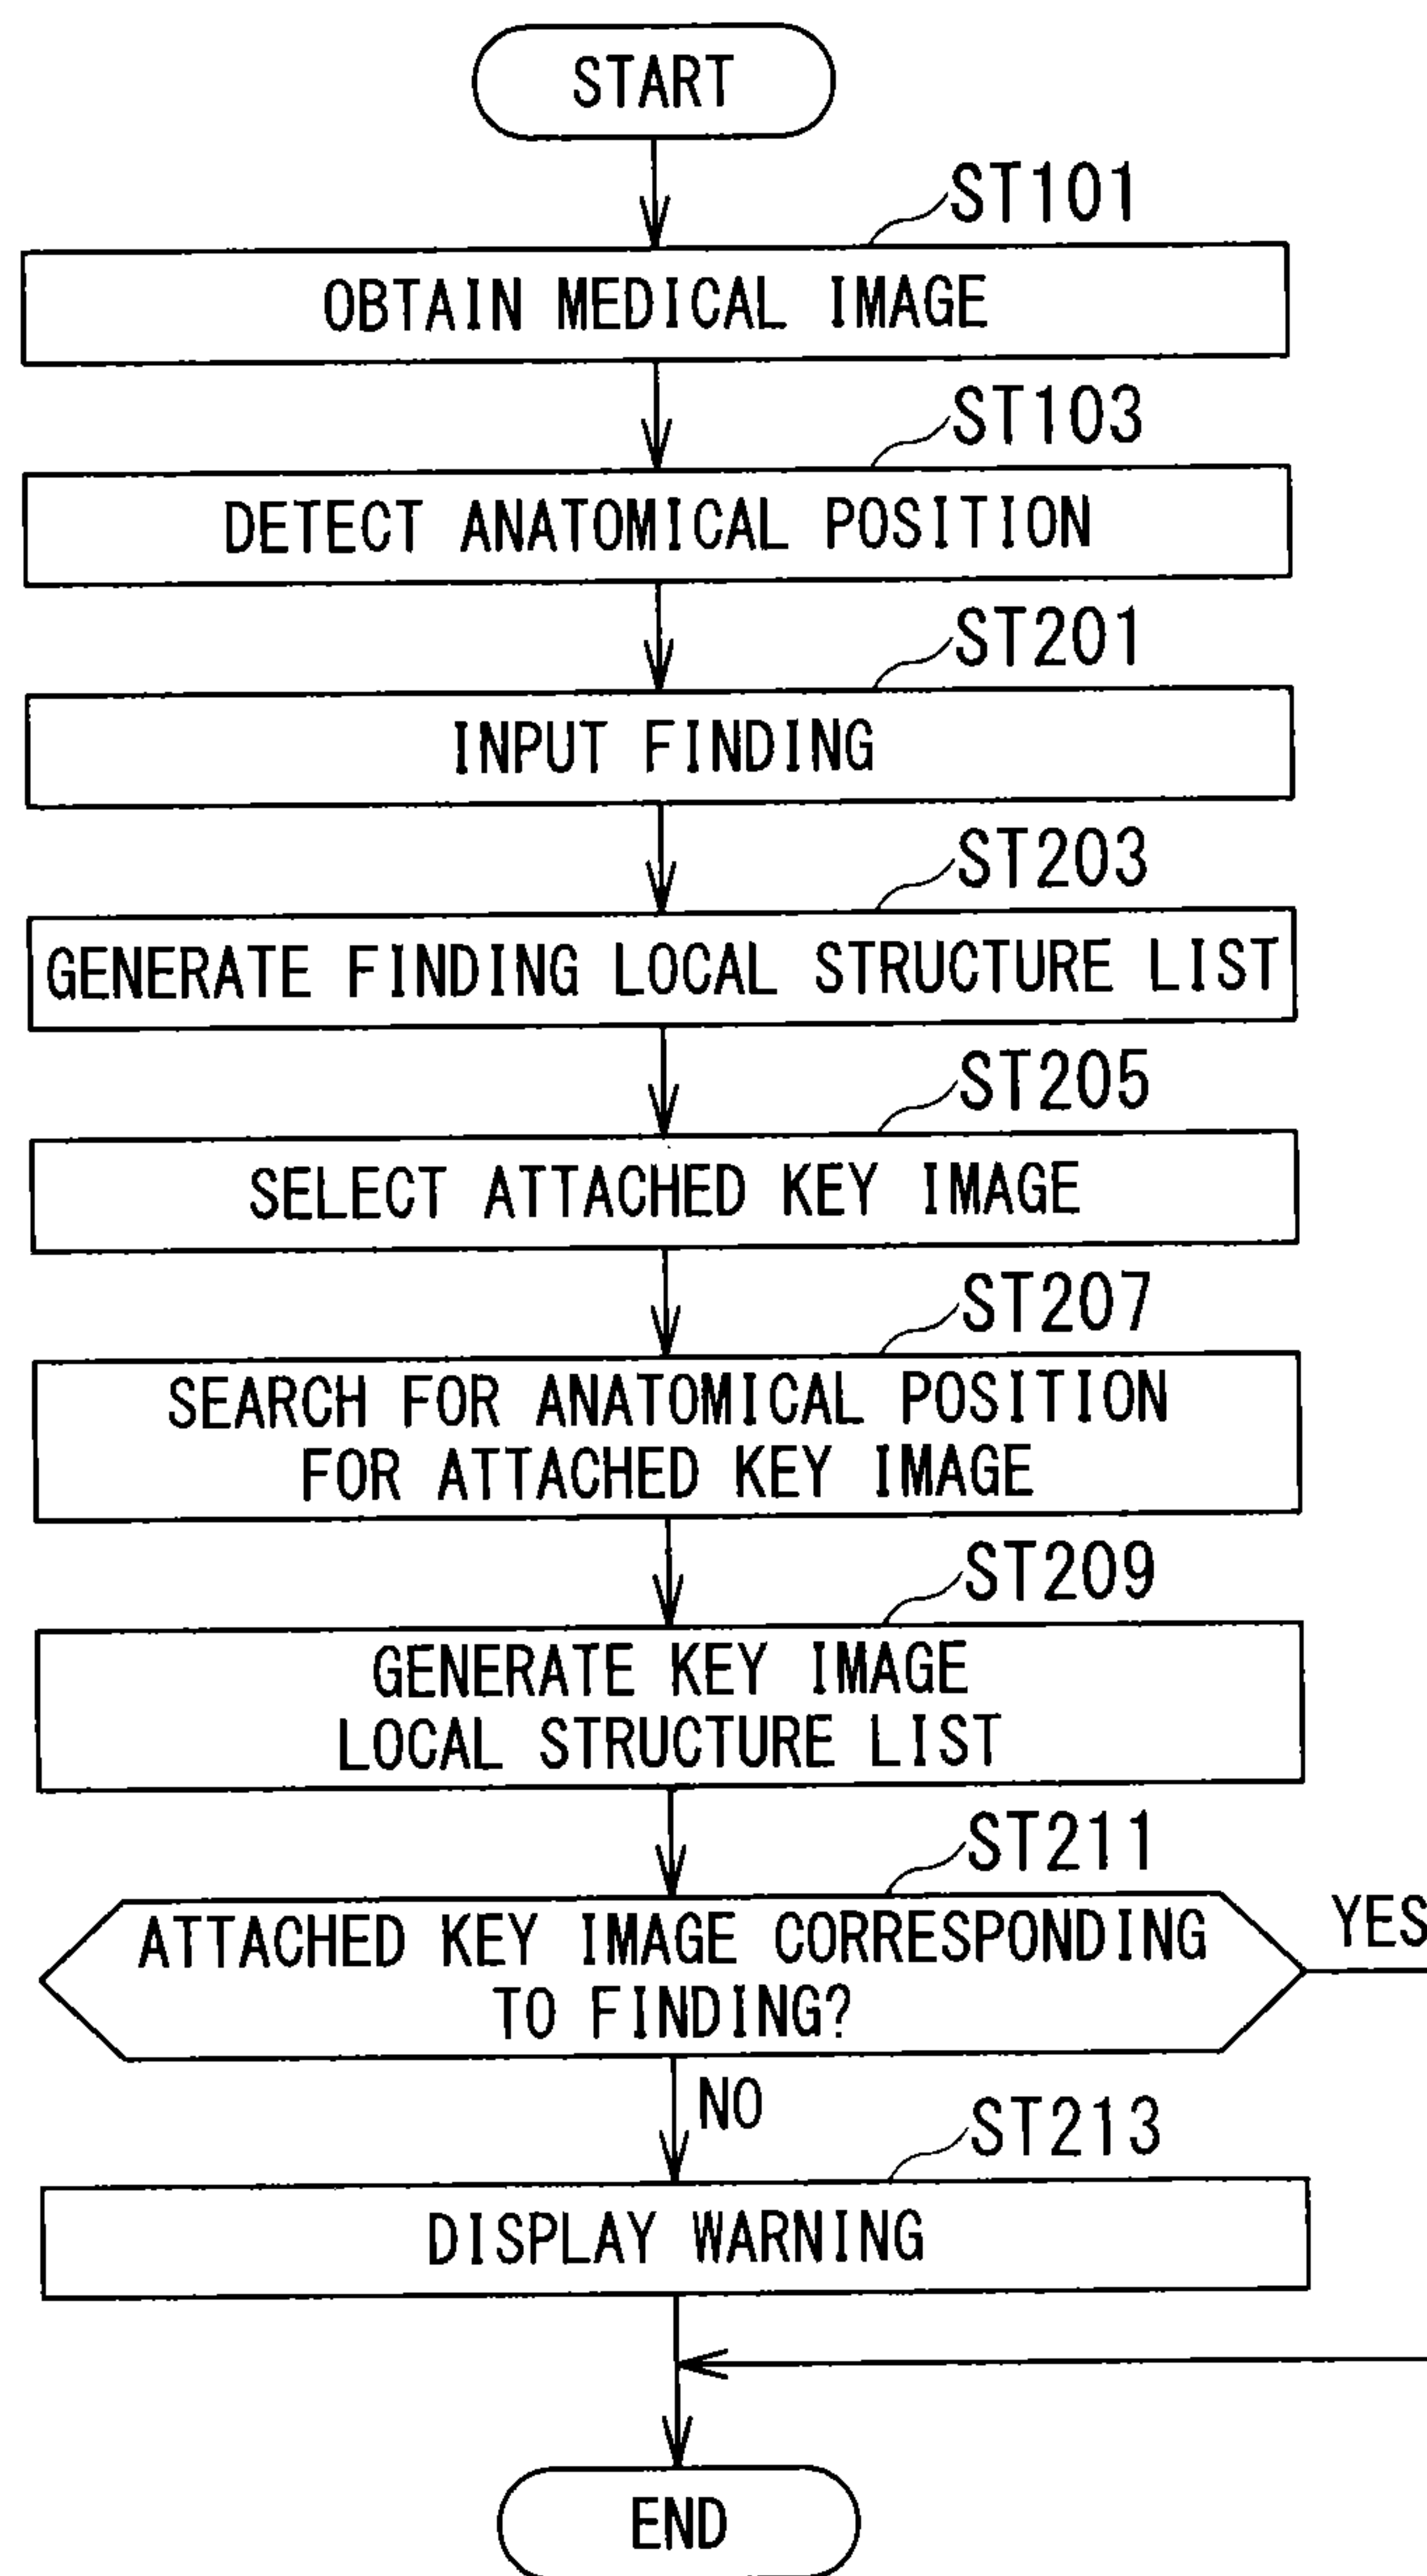 START
ST101
OBTAIN MEDICAL IMAGE
ST103
DETECT ANATOMICAL POSITION
ST201
INPUT FINDING
ST203
GENERATE FINDING LOCAL STRUCTURE LIST
ST205
SELECT ATTACHED KEY IMAGE
ST207
SEARCH FOR ANATOMICAL POSITION
FOR ATTACHED KEY IMAGE
ST209
GENERATE KEY IMAGE
LOCAL STRUCTURE LIST
ST211
ATTACHED KEY IMAGE CORRESPONDING
TO FINDING?
YES
NO
ST213
DISPLAY WARNING
END